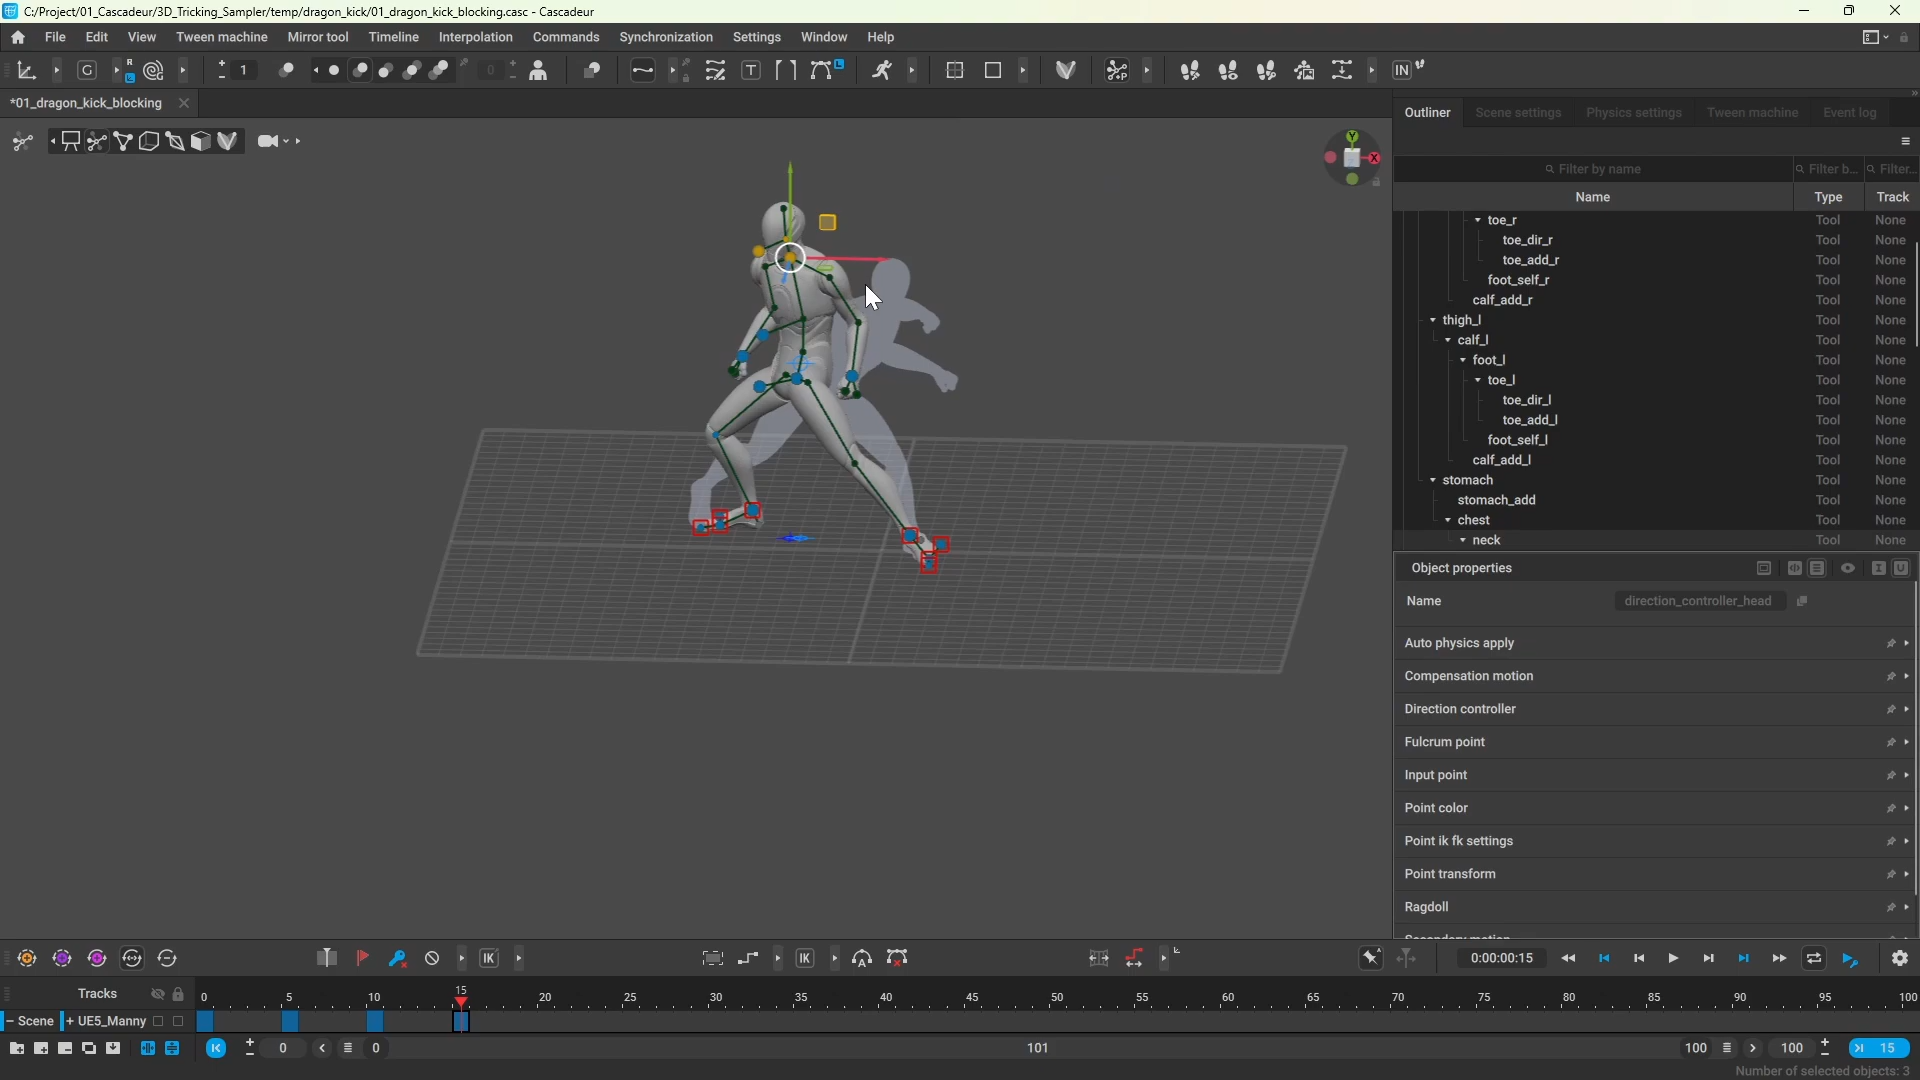 C:/Project/01_Cascadeur/3D_Tricking_Sampler/temp/dragon_kick/01_dragon_kick_blocking.casc - Cascadeur
File Edit View Tween machine Mirror tool Timeline Interpolation Commands Synchronization Settings Window Help
G R L 1 0 T L P IN
*01_dragon_kick_blocking
Outliner Scene settings Physics settings Tween machine Event log
Y
X
Filter by name Filter b... Filter...
Name Type Track
toe_r Tool None
toe_dir_r Tool None
toe_add_r Tool None
foot_self_r Tool None
calf_add_r Tool None
thigh_l Tool None
calf_l Tool None
foot_l Tool None
toe_l Tool None
toe_dir_l Tool None
toe_add_l Tool None
foot_self_l Tool None
calf_add_l Tool None
stomach Tool None
stomach_add Tool None
chest Tool None
neck Tool None
Object properties I U
Name direction_controller_head
Auto physics apply
Compensation motion
Direction controller
Fulcrum point
Input point
Point color
Point ik fk settings
Point transform
Ragdoll
IK IK A 0:00:00:15
Tracks 0 5 10 15 20 25 30 35 40 45 50 55 60 65 70 75 80 85 90 95 100
Scene + UE5_Manny
0 0 101 100 100 15
Number of selected objects: 3